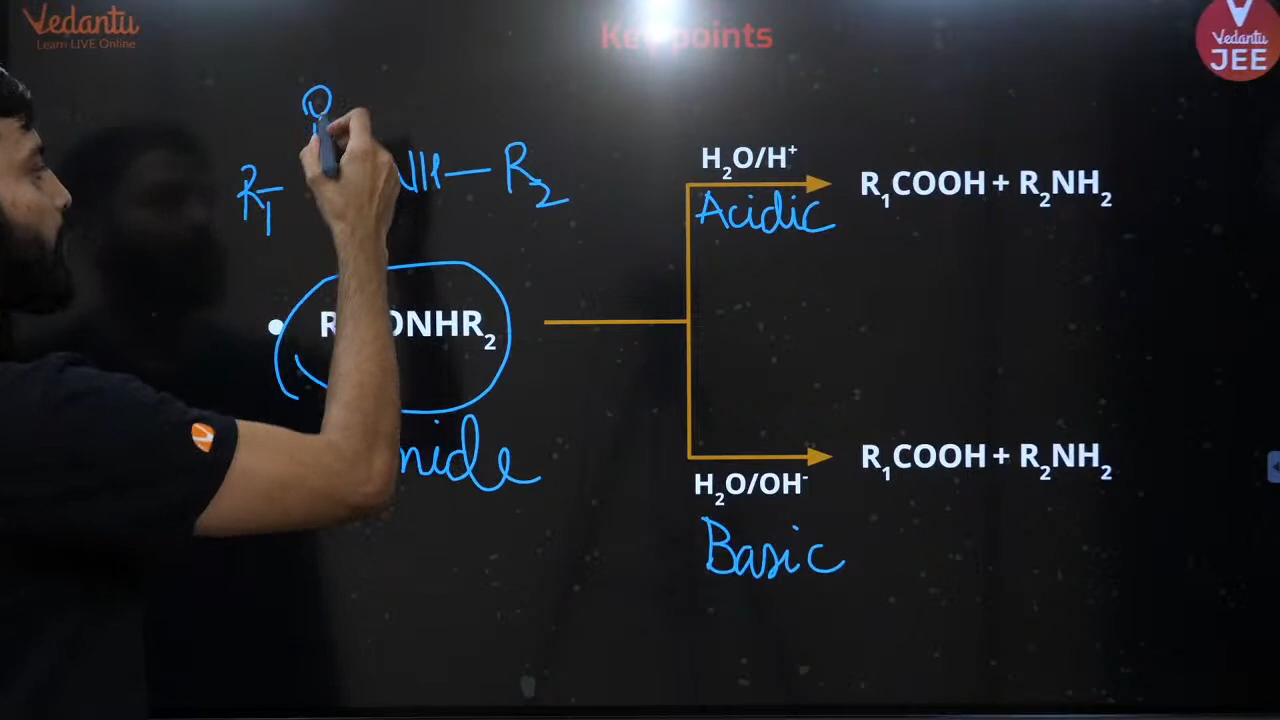 Vedantu
Learn LIVE Online
Key points
Vedantu
JEE
O
R1 NH — R2
H2O/H+
Acidic
R1COOH + R2NH2
R ONHR2
H2O/OH-
Basic
R1COOH + R2NH2